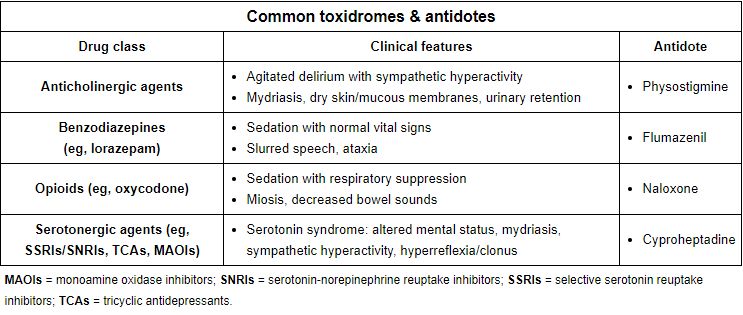 Common toxidromes & antidotes
Drug class
Clinical features
Antidote
Anticholinergic agents
• Agitated delirium with sympathetic hyperactivity
• Mydriasis, dry skin/mucous membranes, urinary retention
• Physostigmine
Benzodiazepines
(eg, lorazepam)
• Sedation with normal vital signs
• Slurred speech, ataxia
• Flumazenil
Opioids (eg, oxycodone)
• Sedation with respiratory suppression
• Miosis, decreased bowel sounds
• Naloxone
Serotonergic agents (eg,
SSRIs/SNRIs, TCAs, MAOIs)
• Serotonin syndrome: altered mental status, mydriasis,
sympathetic hyperactivity, hyperreflexia/clonus
• Cyproheptadine
MAOIs = monoamine oxidase inhibitors; SNRIs = serotonin-norepinephrine reuptake inhibitors; SSRIs = selective serotonin reuptake
inhibitors; TCAs = tricyclic antidepressants.